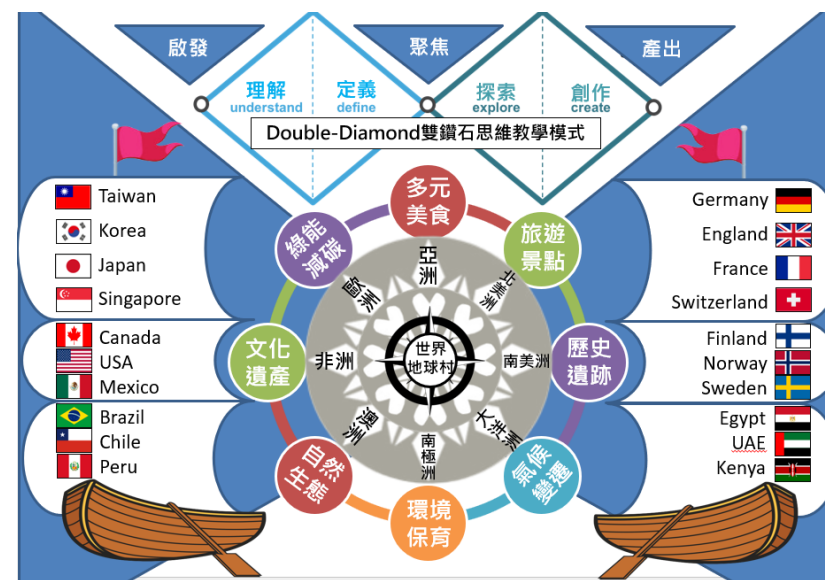 啟發
聚焦
產出
理解
understand
定義
define
探索
explore
創作
create
Double-Diamond雙鑽石思維教學模式
Taiwan
Korea
Japan
Singapore
Canada
USA
Mexico
Brazil
Chile
Peru
多元
美食
旅遊
景點
歷史
遺跡
氣候
變遷
環境
保育
自然
生態
文化
遺產
綠能
減碳
亞洲
北美洲
南美洲
大洋洲
南極洲
澳洲
非洲
歐洲
世界
地球村
Germany
England
France
Switzerland
Finland
Norway
Sweden
Egypt
UAE
Kenya